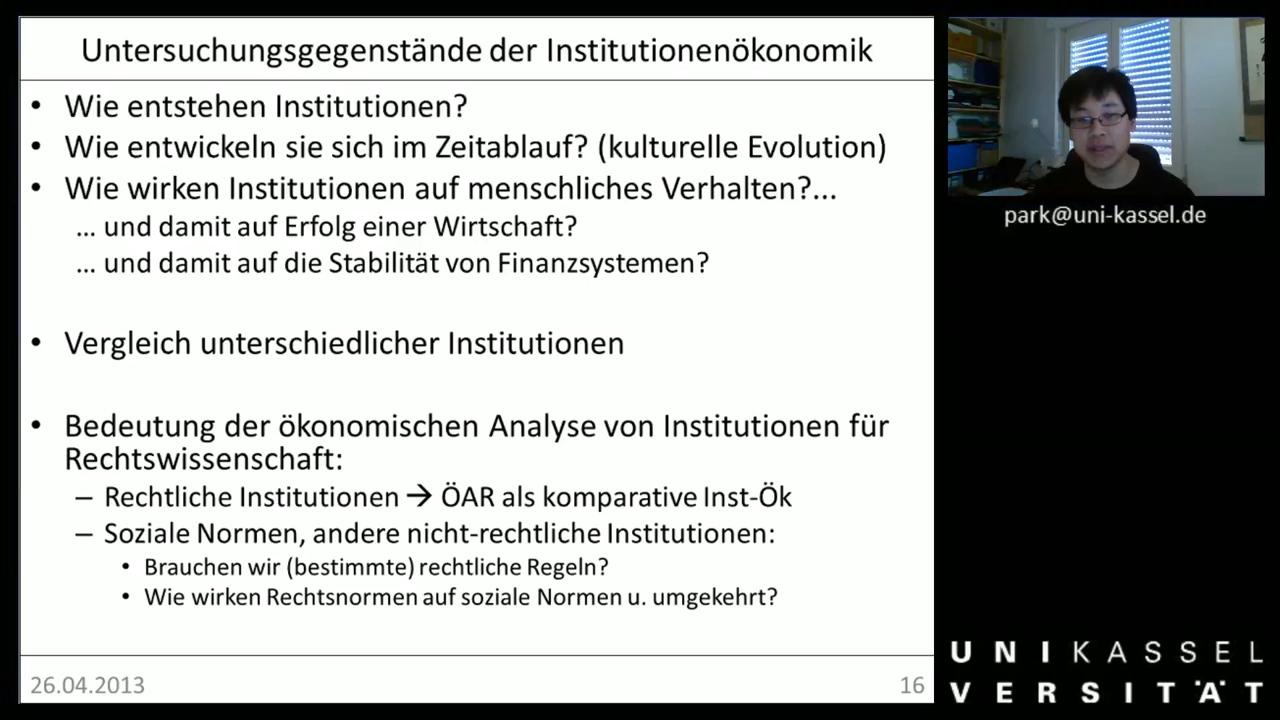 Untersuchungsgegenstände der Institutionenökonomik
• Wie entstehen Institutionen?
• Wie entwickeln sie sich im Zeitablauf? (kulturelle Evolution)
• Wie wirken Institutionen auf menschliches Verhalten?...
... und damit auf Erfolg einer Wirtschaft?
... und damit auf die Stabilität von Finanzsystemen?
• Vergleich unterschiedlicher Institutionen
• Bedeutung der ökonomischen Analyse von Institutionen für
Rechtswissenschaft:
– Rechtliche Institutionen → ÖAR als komparative Inst-Ök
– Soziale Normen, andere nicht-rechtliche Institutionen:
• Brauchen wir (bestimmte) rechtliche Regeln?
• Wie wirken Rechtsnormen auf soziale Normen u. umgekehrt?
26.04.2013
16
park@uni-kassel.de
UNIKASSEL
VERSITÄT